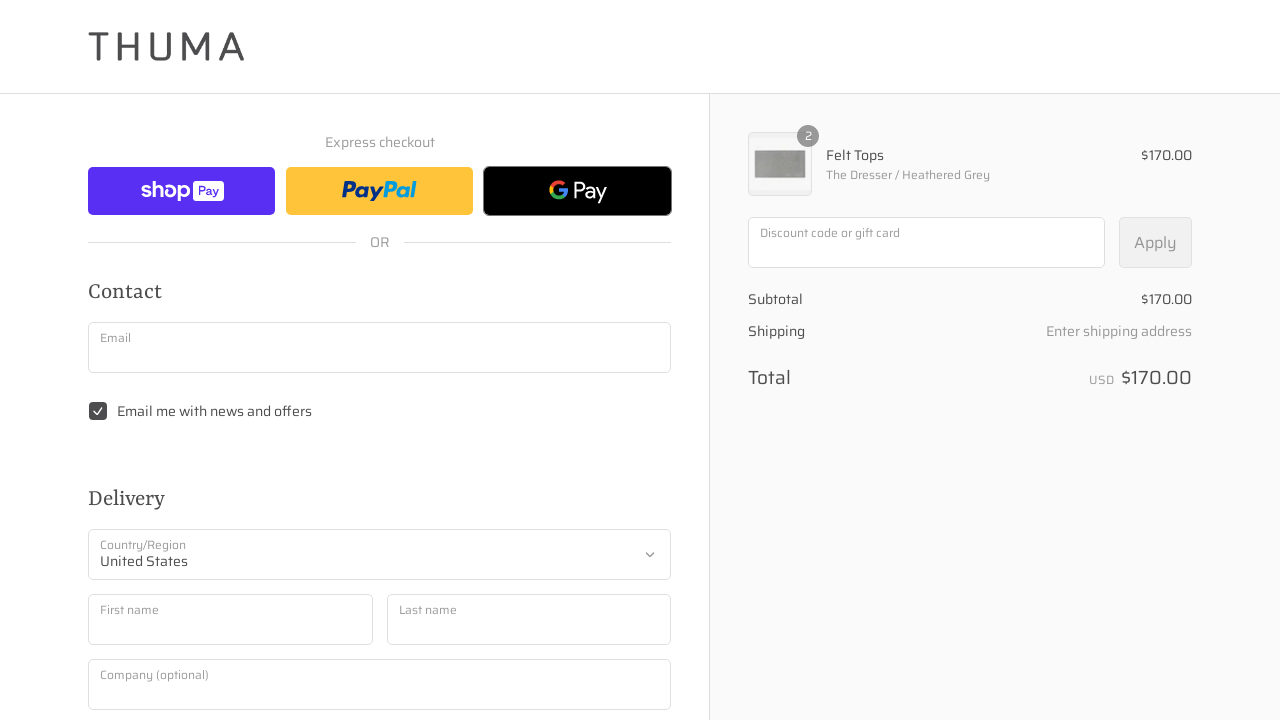 THUMA
Express checkout
shop Pay
PayPal
G Pay
OR
Contact
Email
Email me with news and offers
Delivery
Country/Region
United States
First name
Last name
Company (optional)
2
Felt Tops
$170.00
The Dresser / Heathered Grey
Discount code or gift card
Apply
Subtotal
$170.00
Shipping
Enter shipping address
Total
USD $170.00